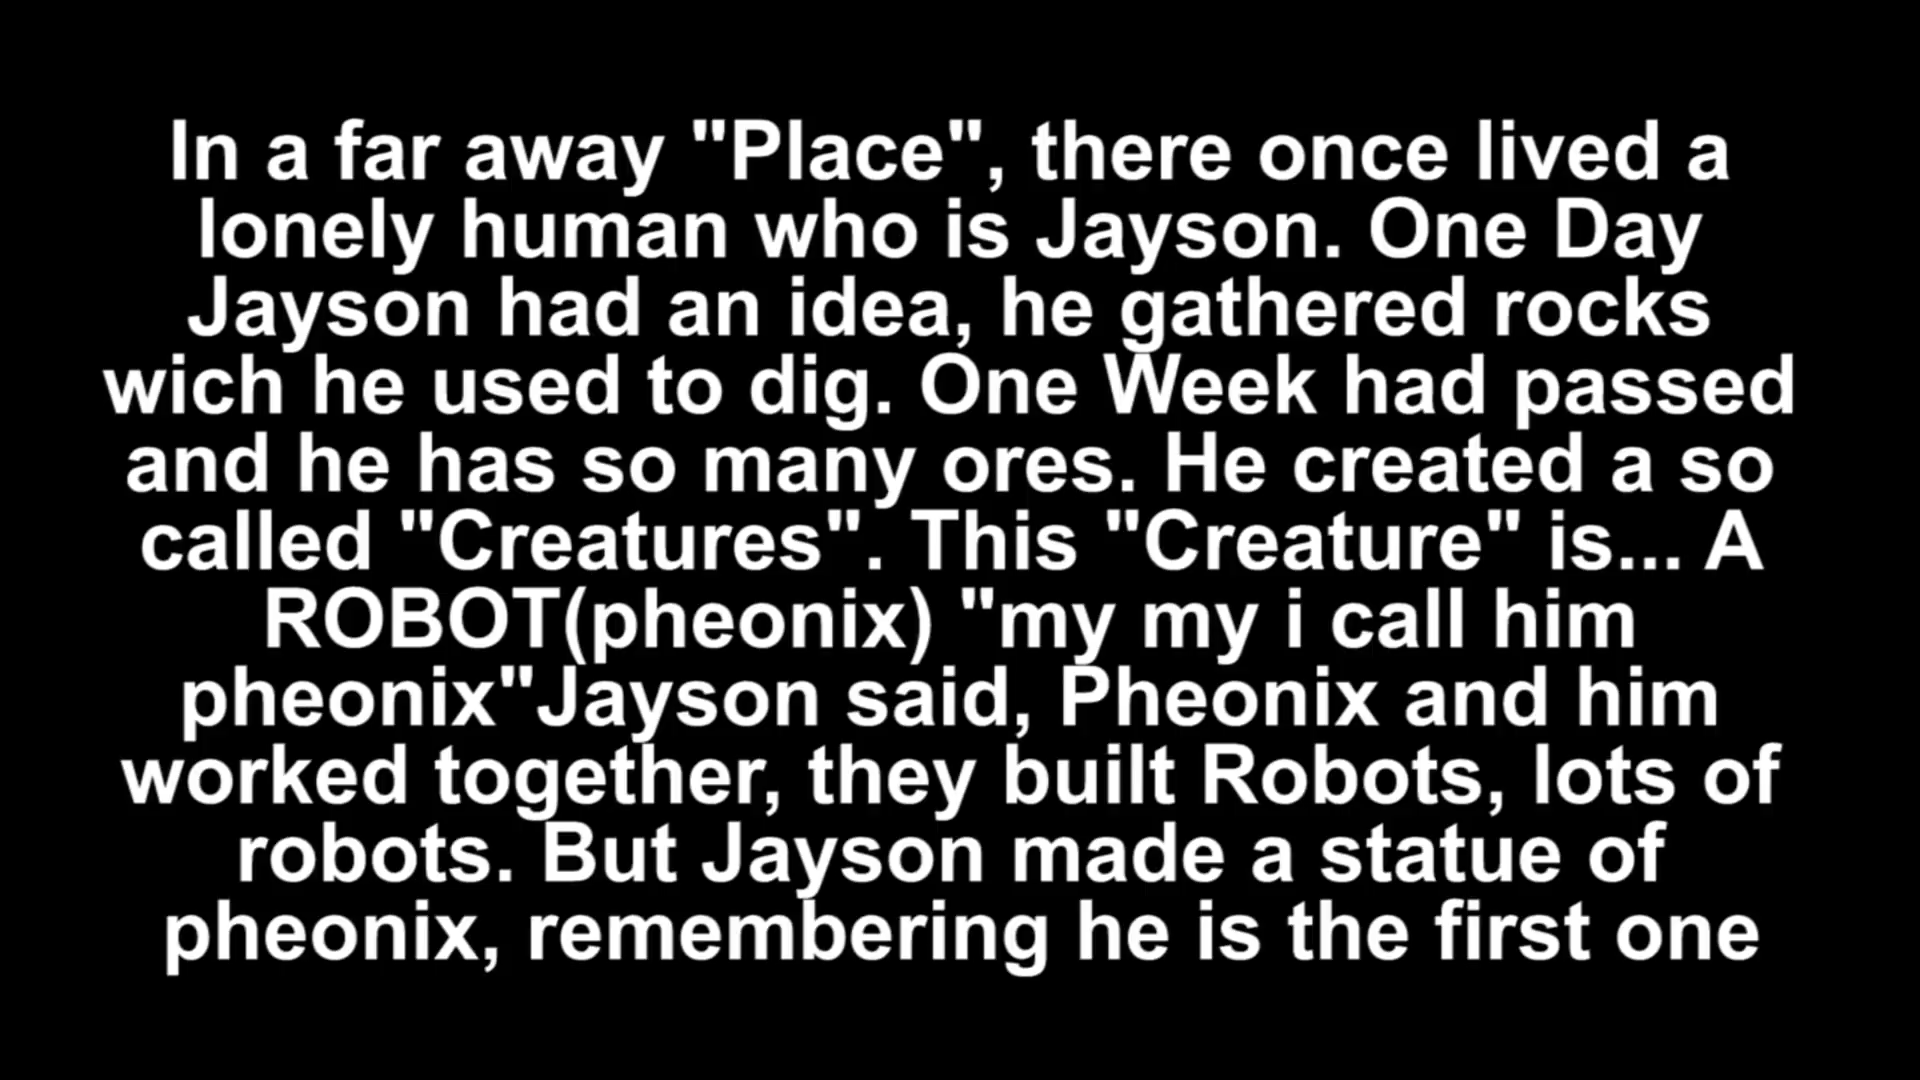 In a far away "Place", there once lived a
lonely human who is Jayson. One Day
Jayson had an idea, he gathered rocks
wich he used to dig. One Week had passed
and he has so many ores. He created a so
called "Creatures". This "Creature" is... A
ROBOT(pheonix) "my my i call him
pheonix"Jayson said, Pheonix and him
worked together, they built Robots, lots of
robots. But Jayson made a statue of
pheonix, remembering he is the first one